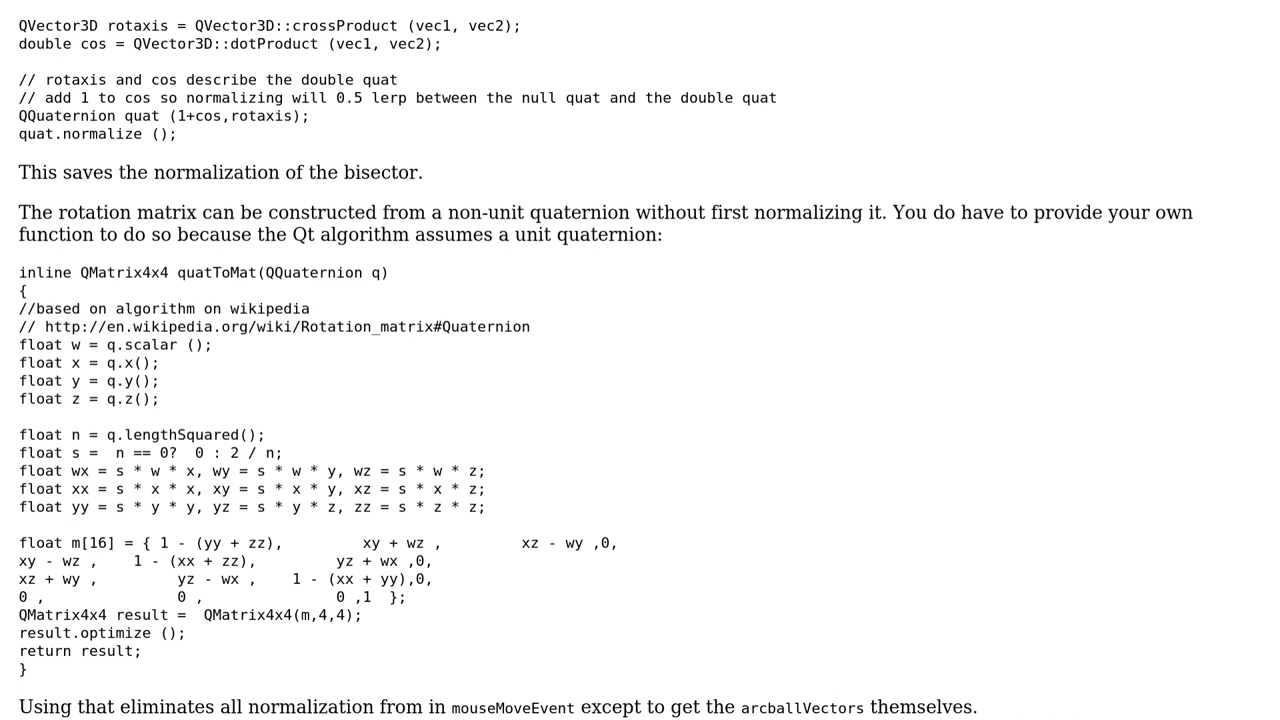 QVector3D rotaxis = QVector3D::crossProduct (vec1, vec2);
double cos = QVector3D::dotProduct (vec1, vec2);
// rotaxis and cos describe the double quat
// add 1 to cos so normalizing will 0.5 lerp between the null quat and the double quat
QQuaternion quat (1+cos,rotaxis);
quat.normalize ();
This saves the normalization of the bisector.
The rotation matrix can be constructed from a non-unit quaternion without first normalizing it. You do have to provide your own
function to do so because the Qt algorithm assumes a unit quaternion:
inline QMatrix4x4 quatToMat(QQuaternion q)
{
//based on algorithm on wikipedia
// http://en.wikipedia.org/wiki/Rotation_matrix#Quaternion
float w = q.scalar ();
float x = q.x();
float y = q.y();
float z = q.z();
float n = q.lengthSquared();
float s =  n == 0?  0 : 2 / n;
float wx = s * w * x, wy = s * w * y, wz = s * w * z;
float xx = s * x * x, xy = s * x * y, xz = s * x * z;
float yy = s * y * y, yz = s * y * z, zz = s * z * z;
float m[16] = { 1 - (yy + zz),         xy + wz ,         xz - wy ,0,
xy - wz ,    1 - (xx + zz),         yz + wx ,0,
xz + wy ,         yz - wx ,    1 - (xx + yy),0,
0 ,               0 ,               0 ,1  };
QMatrix4x4 result =  QMatrix4x4(m,4,4);
result.optimize ();
return result;
}
Using that eliminates all normalization from in mouseMoveEvent except to get the arcballVectors themselves.